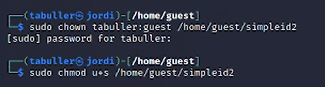 ┌──(tabuller㉿jordi)-[/home/guest]
└─$ sudo chown tabuller:guest /home/guest/simpleid2
[sudo] password for tabuller:
┌──(tabuller㉿jordi)-[/home/guest]
└─$ sudo chmod u+s /home/guest/simpleid2